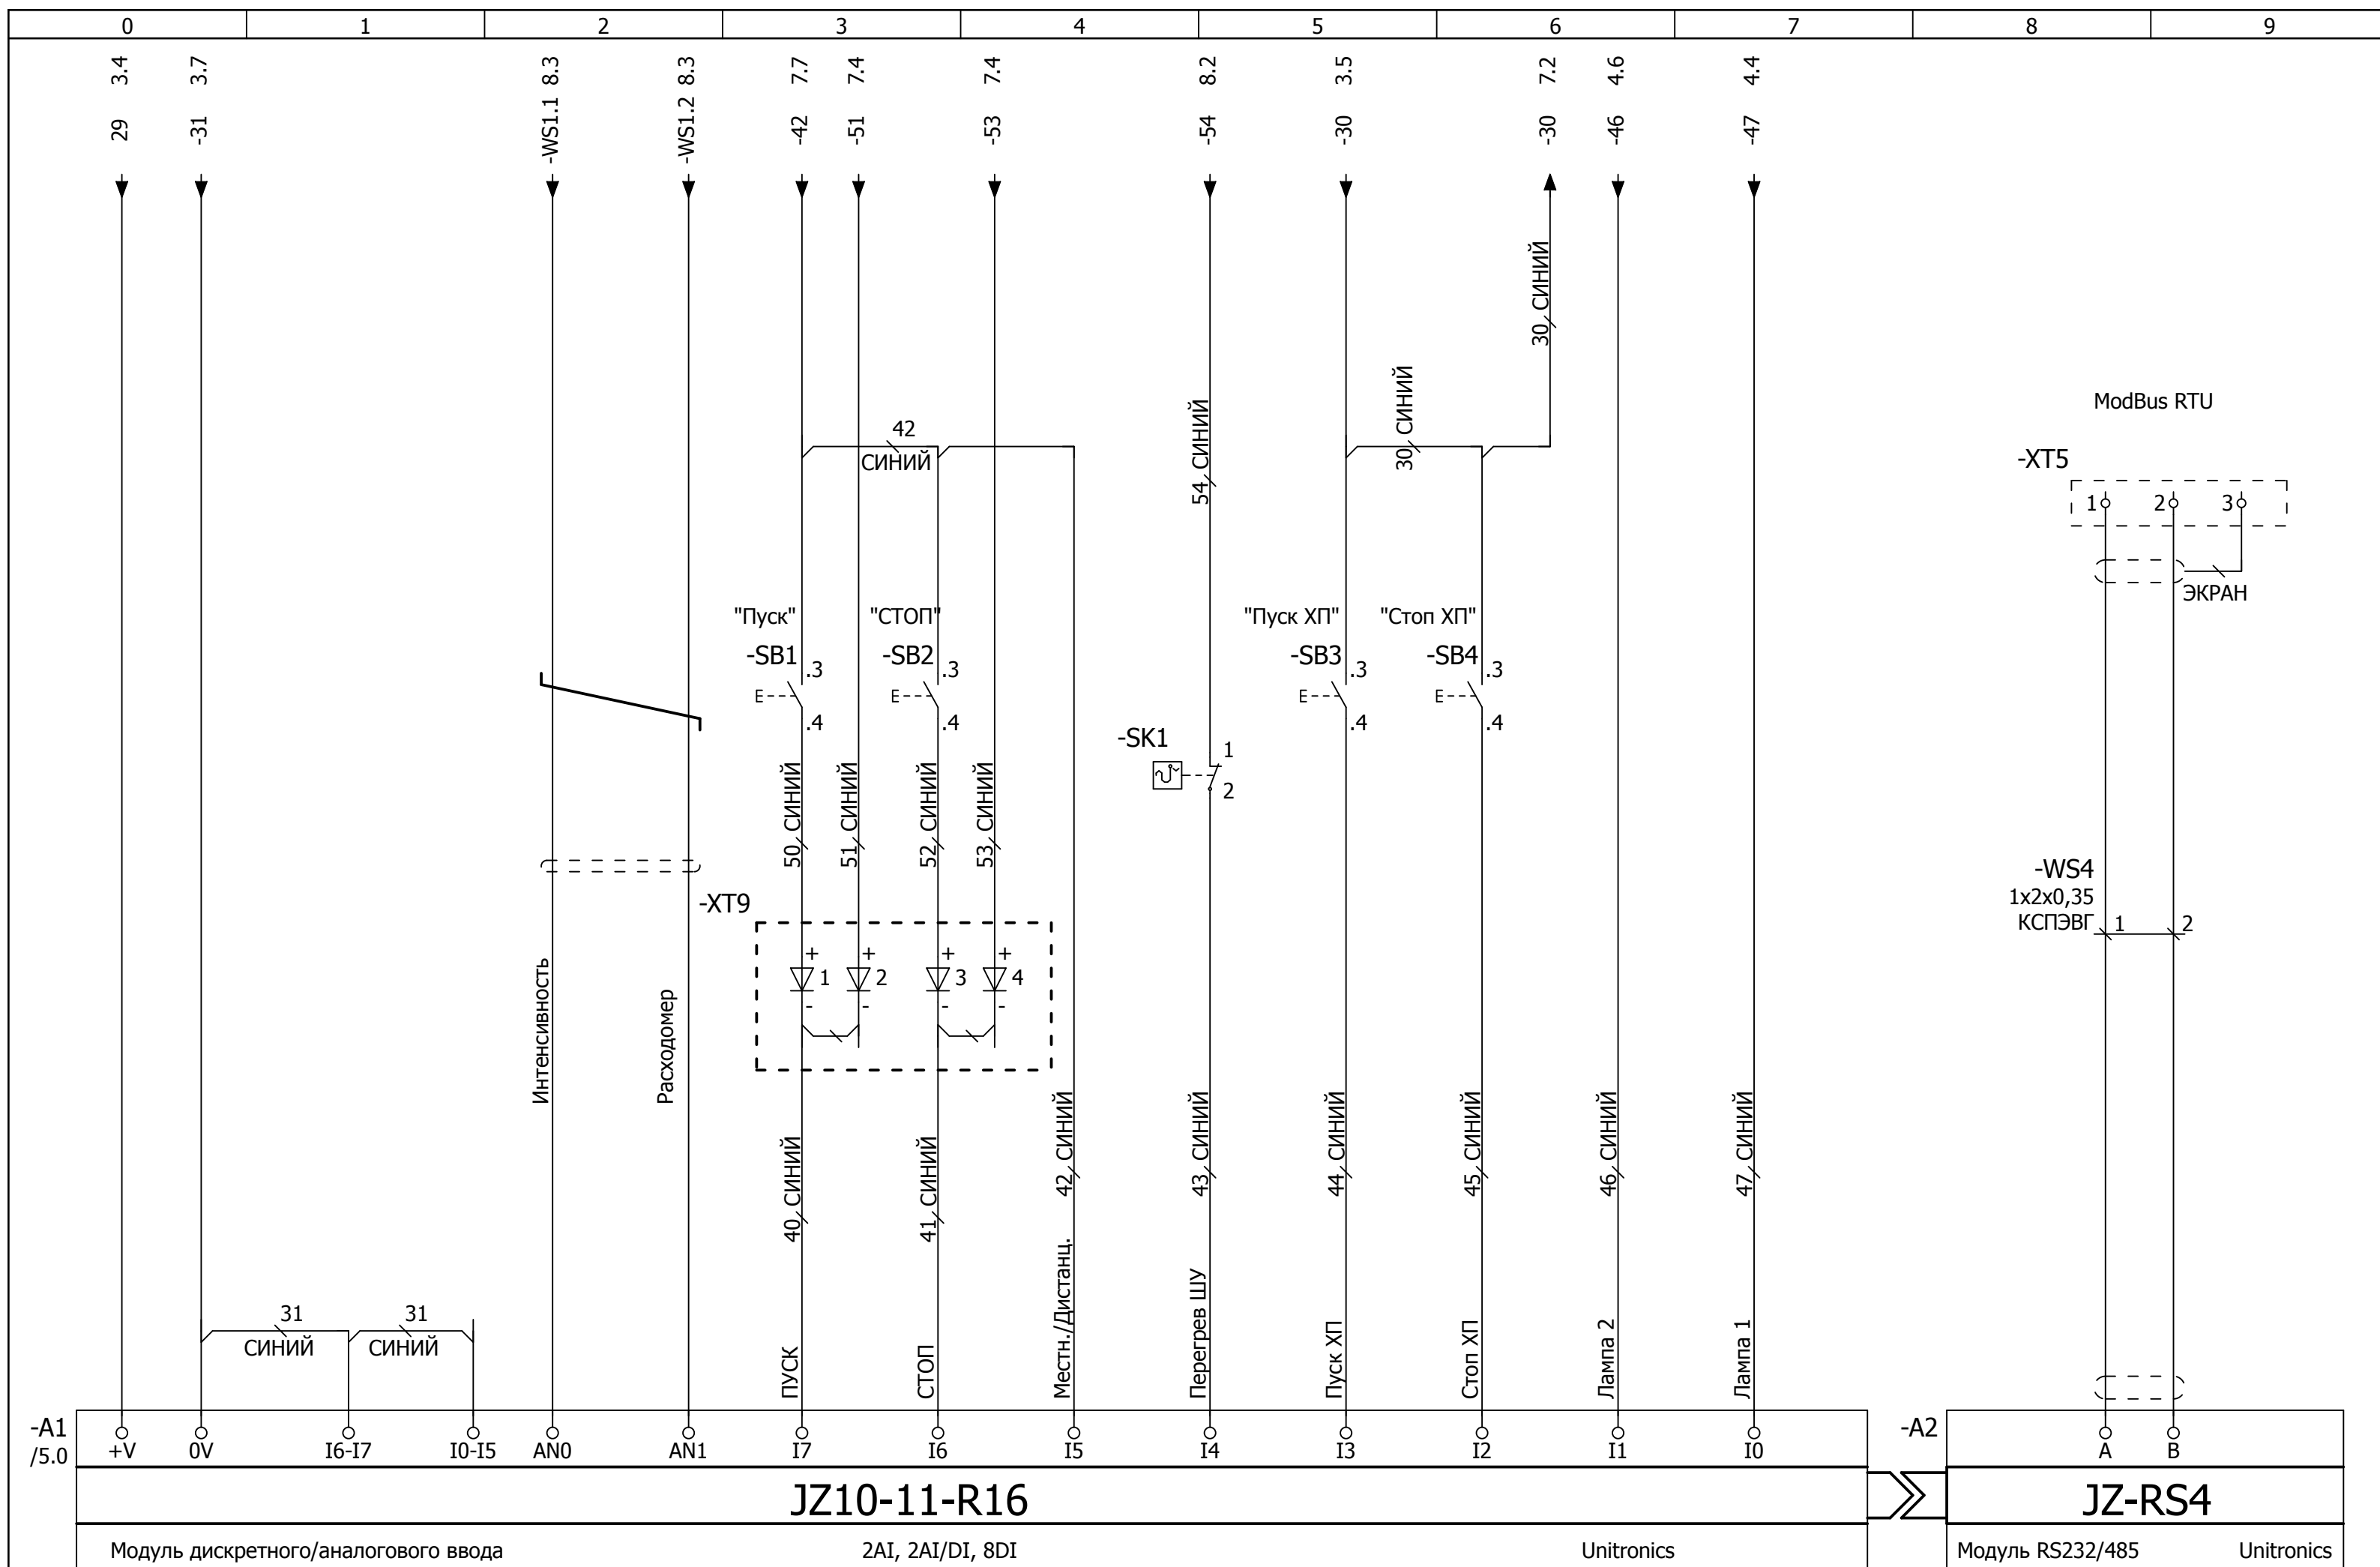 0 1 2 3 4 5 6 7 8 9
3.4 3.7 8.3 8.3 7.7 7.4 7.4 8.2 3.5 7.2 4.6 4.4
29 -31 -WS1.1 -WS1.2 -42 -51 -53 -54 -30 -30 -46 -47
30 СИНИЙ
ModBus RTU
42
СИНИЙ
54 СИНИЙ
30 СИНИЙ
-XT5
1 2 3
ЭКРАН
"Пуск" "СТОП" "Пуск ХП" "Стоп ХП"
-SB1 .3 -SB2 .3 -SB3 .3 -SB4 .3
E E E E
.4 .4 .4 .4
-SK1 1
2
50 СИНИЙ 51 СИНИЙ 52 СИНИЙ 53 СИНИЙ
-WS4
1x2x0,35
КСПЭВГ 1 2
-XT9
+ + + +
1 2 3 4
- - - -
Интенсивность Расходомер
40 СИНИЙ 41 СИНИЙ 42 СИНИЙ 43 СИНИЙ 44 СИНИЙ 45 СИНИЙ 46 СИНИЙ 47 СИНИЙ
31 31
СИНИЙ СИНИЙ
ПУСК СТОП Местн./Дистанц. Перегрев ШУ Пуск ХП Стоп ХП Лампа 2 Лампа 1
-A1 -A2
/5.0 +V 0V I6-I7 I0-I5 AN0 AN1 I7 I6 I5 I4 I3 I2 I1 I0 A B
JZ10-11-R16 JZ-RS4
Модуль дискретного/аналогового ввода 2AI, 2AI/DI, 8DI Unitronics Модуль RS232/485 Unitronics